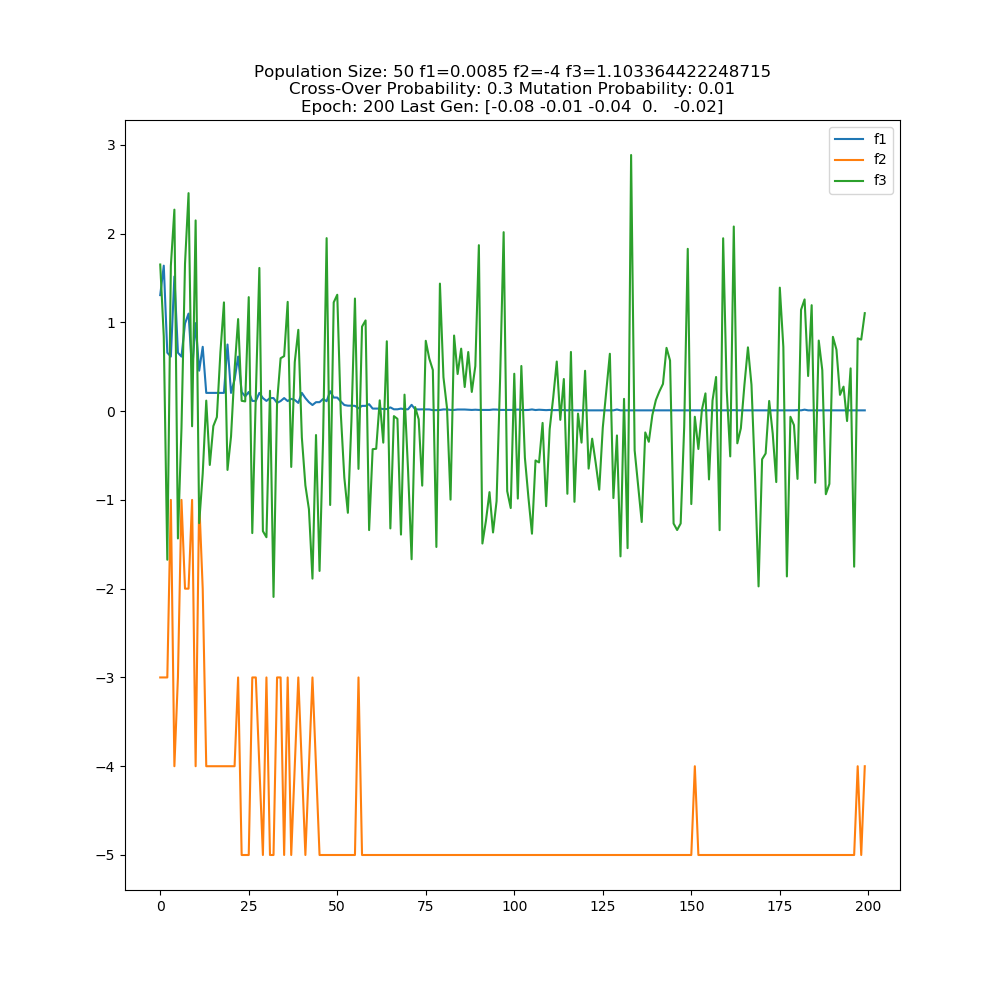 Population Size: 50 f1=0.0085 f2=-4 f3=1.103364422248715
Cross-Over Probability: 0.3 Mutation Probability: 0.01
Epoch: 200 Last Gen: [-0.08 -0.01 -0.04  0.   -0.02]
f1
f2
f3
3
2
1
0
−1
−2
−3
−4
−5
0 25 50 75 100 125 150 175 200